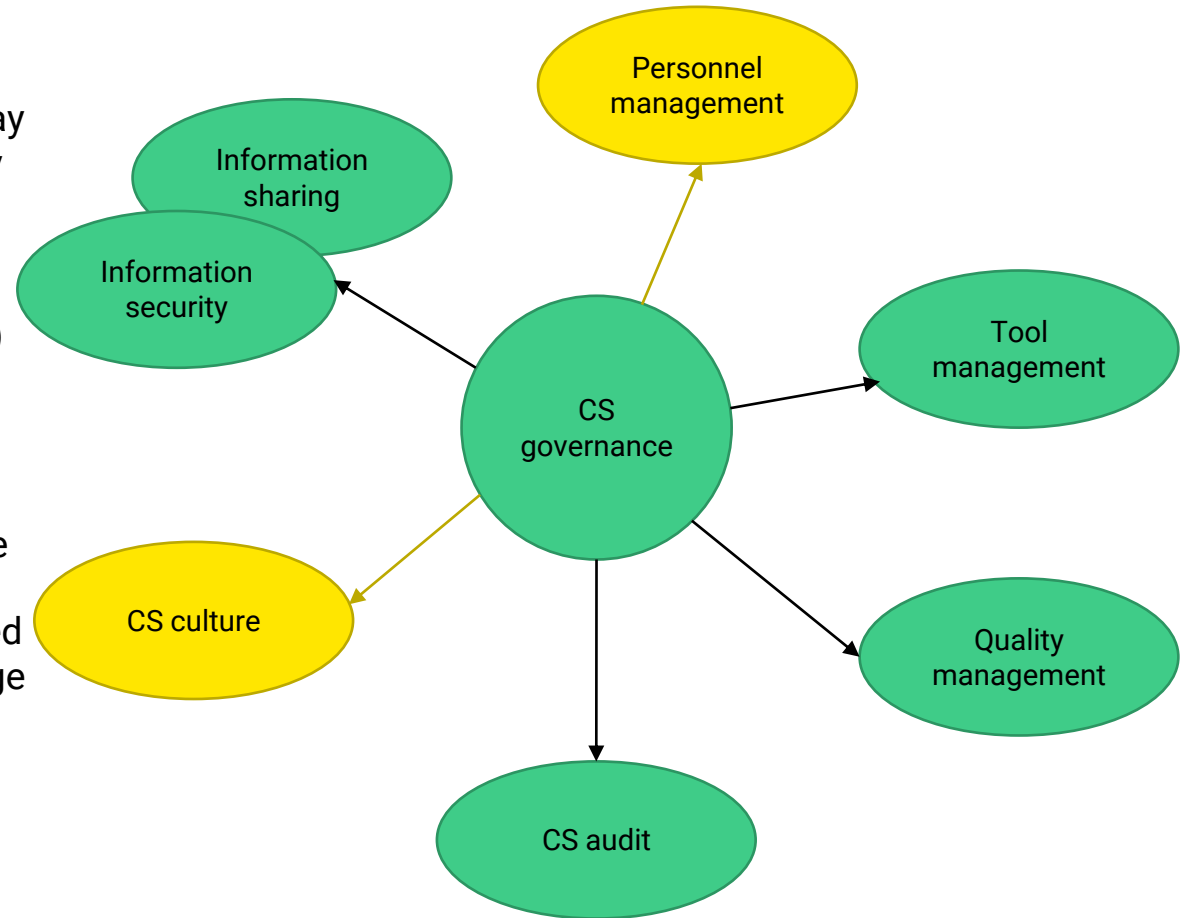 Personnel
management
Information
sharing
Information
security
Tool
management
CS
governance
CS culture
Quality
management
CS audit